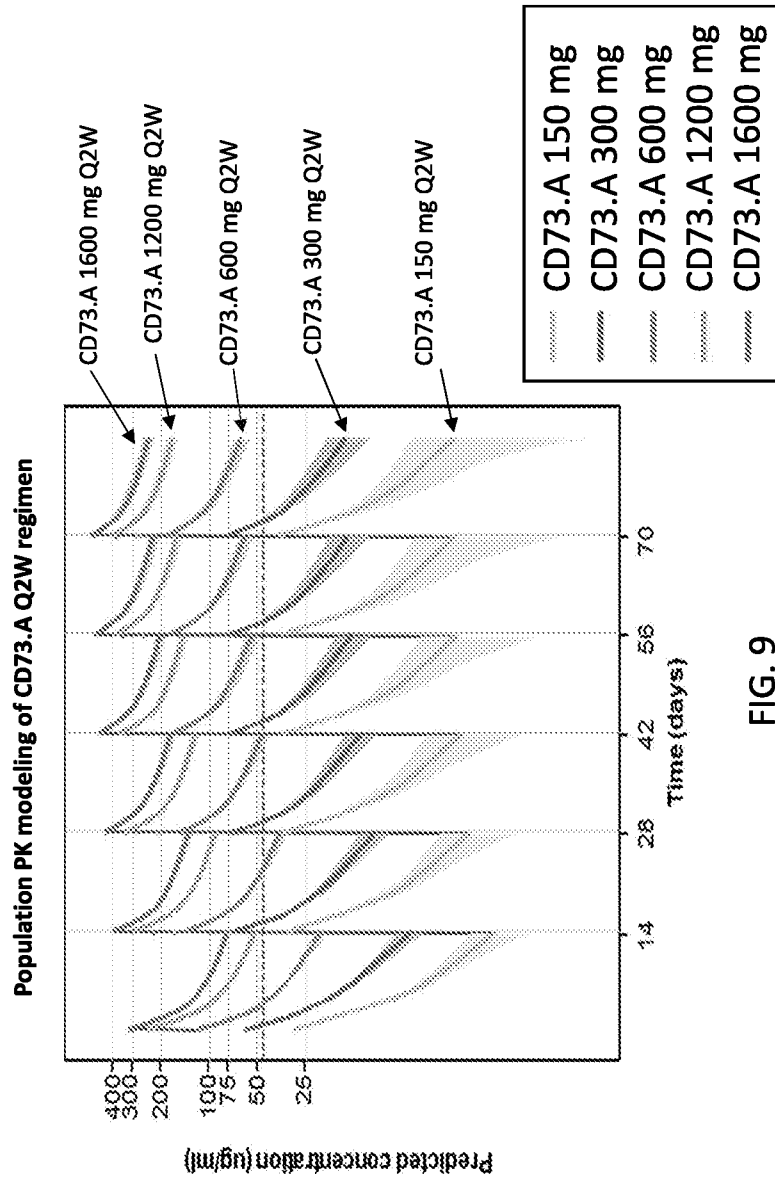 Population PK modeling of CD73.A Q2W regimen
Predicted concentration (ug/ml)
400
300
200
100
75
50
25
CD73.A 1600 mg Q2W
CD73.A 1200 mg Q2W
CD73.A 600 mg Q2W
CD73.A 300 mg Q2W
CD73.A 150 mg Q2W
14
28
42
56
70
Time (days)
CD73.A 150 mg
CD73.A 300 mg
CD73.A 600 mg
CD73.A 1200 mg
CD73.A 1600 mg
FIG. 9